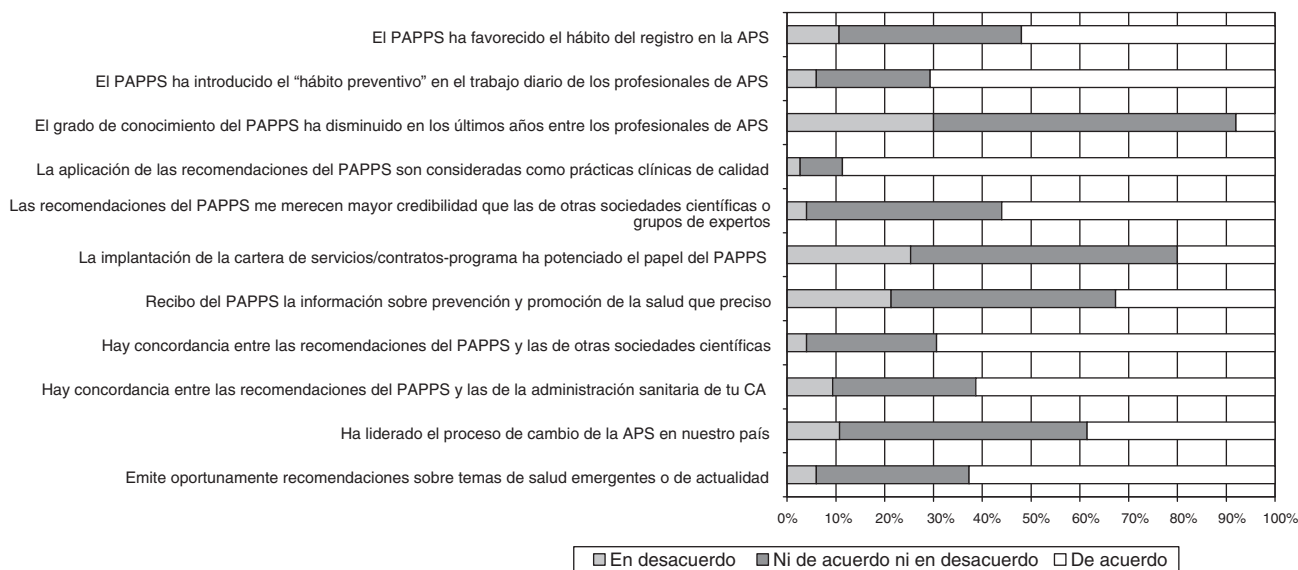 El PAPPS ha favorecido el hábito del registro en la APS
El PAPPS ha introducido el “hábito preventivo” en el trabajo diario de los profesionales de APS
El grado de conocimiento del PAPPS ha disminuido en los últimos años entre los profesionales de APS
La aplicación de las recomendaciones del PAPPS son consideradas como prácticas clínicas de calidad
Las recomendaciones del PAPPS me merecen mayor credibilidad que las de otras sociedades científicas o
grupos de expertos
La implantación de la cartera de servicios/contratos-programa ha potenciado el papel del PAPPS
Recibo del PAPPS la información sobre prevención y promoción de la salud que preciso
Hay concordancia entre las recomendaciones del PAPPS y las de otras sociedades científicas
Hay concordancia entre las recomendaciones del PAPPS y las de la administración sanitaria de tu CA
Ha liderado el proceso de cambio de la APS en nuestro país
Emite oportunamente recomendaciones sobre temas de salud emergentes o de actualidad
0% 10% 20% 30% 40% 50% 60% 70% 80% 90% 100%
En desacuerdo Ni de acuerdo ni en desacuerdo De acuerdo